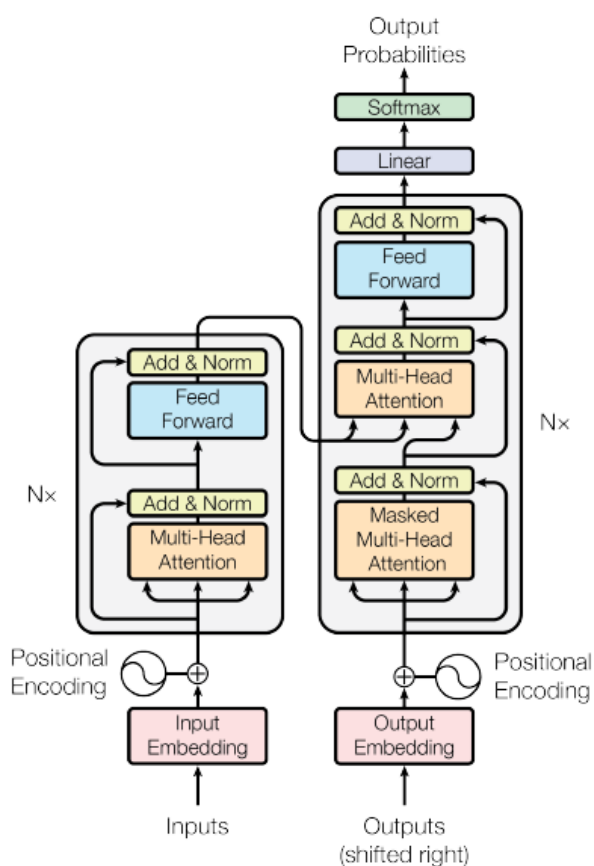 Output
Probabilities
Softmax
Linear
Add & Norm
Feed
Forward
Add & Norm
Multi-Head
Attention
Nx
Add & Norm
Masked
Multi-Head
Attention
Positional
Encoding
Output
Embedding
Outputs
(shifted right)
Add & Norm
Feed
Forward
Nx
Add & Norm
Multi-Head
Attention
Positional
Encoding
Input
Embedding
Inputs